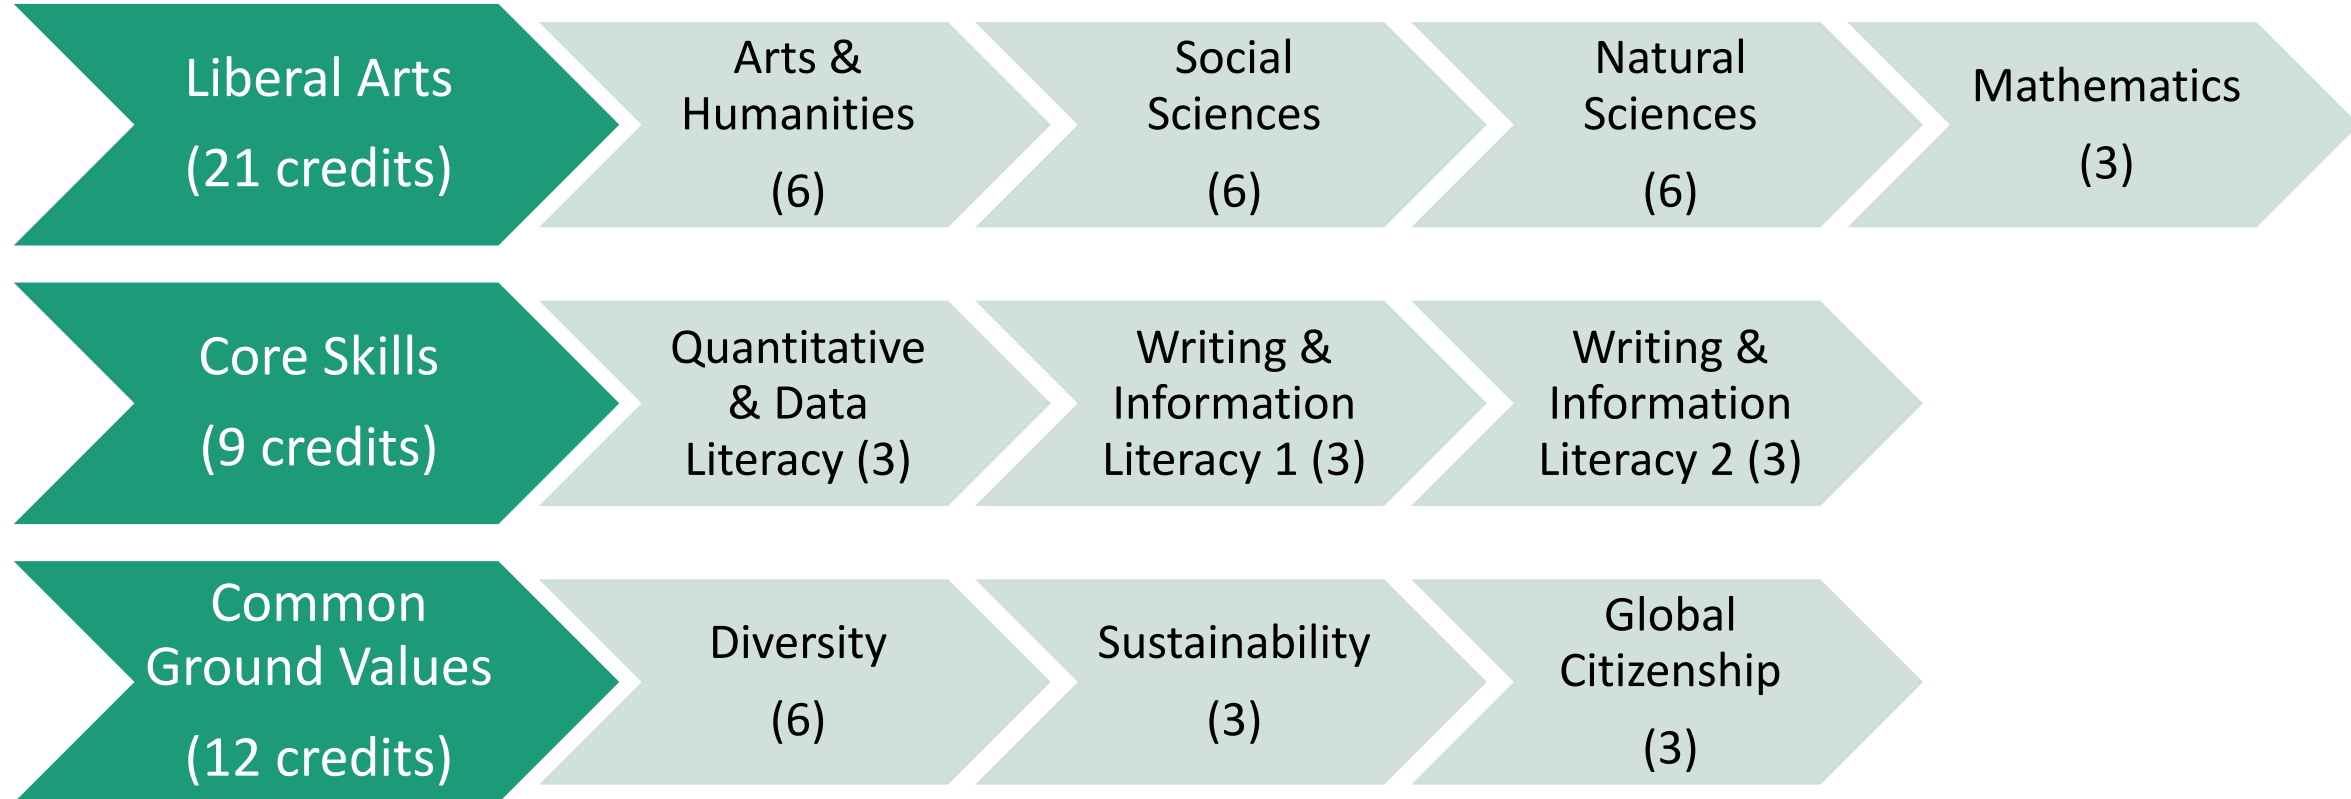 Liberal Arts
(21 credits)
Arts &
Humanities
(6)
Social
Sciences
(6)
Natural
Sciences
(6)
Mathematics
(3)
Core Skills
(9 credits)
Quantitative
& Data
Literacy (3)
Writing &
Information
Literacy 1 (3)
Writing &
Information
Literacy 2 (3)
Common
Ground Values
(12 credits)
Diversity
(6)
Sustainability
(3)
Global
Citizenship
(3)